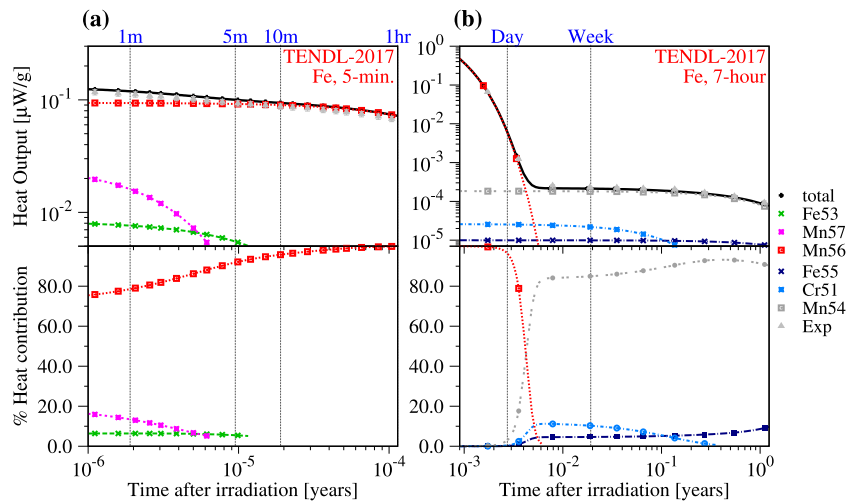 (a)
(b)
1m
5m
10m
1hr
Day
Week
TENDL-2017
Fe, 5-min.
TENDL-2017
Fe, 7-hour
Heat Output [µW/g]
10⁻¹
10⁻²
10⁰
10⁻¹
10⁻²
10⁻³
10⁻⁴
10⁻⁵
% Heat contribution
80.0
60.0
40.0
20.0
0.0
80.0
60.0
40.0
20.0
0.0
10⁻⁶
10⁻⁵
10⁻⁴
10⁻³
10⁻²
10⁻¹
10⁰
Time after irradiation [years]
Time after irradiation [years]
total
Fe53
Mn57
Mn56
Fe55
Cr51
Mn54
Exp